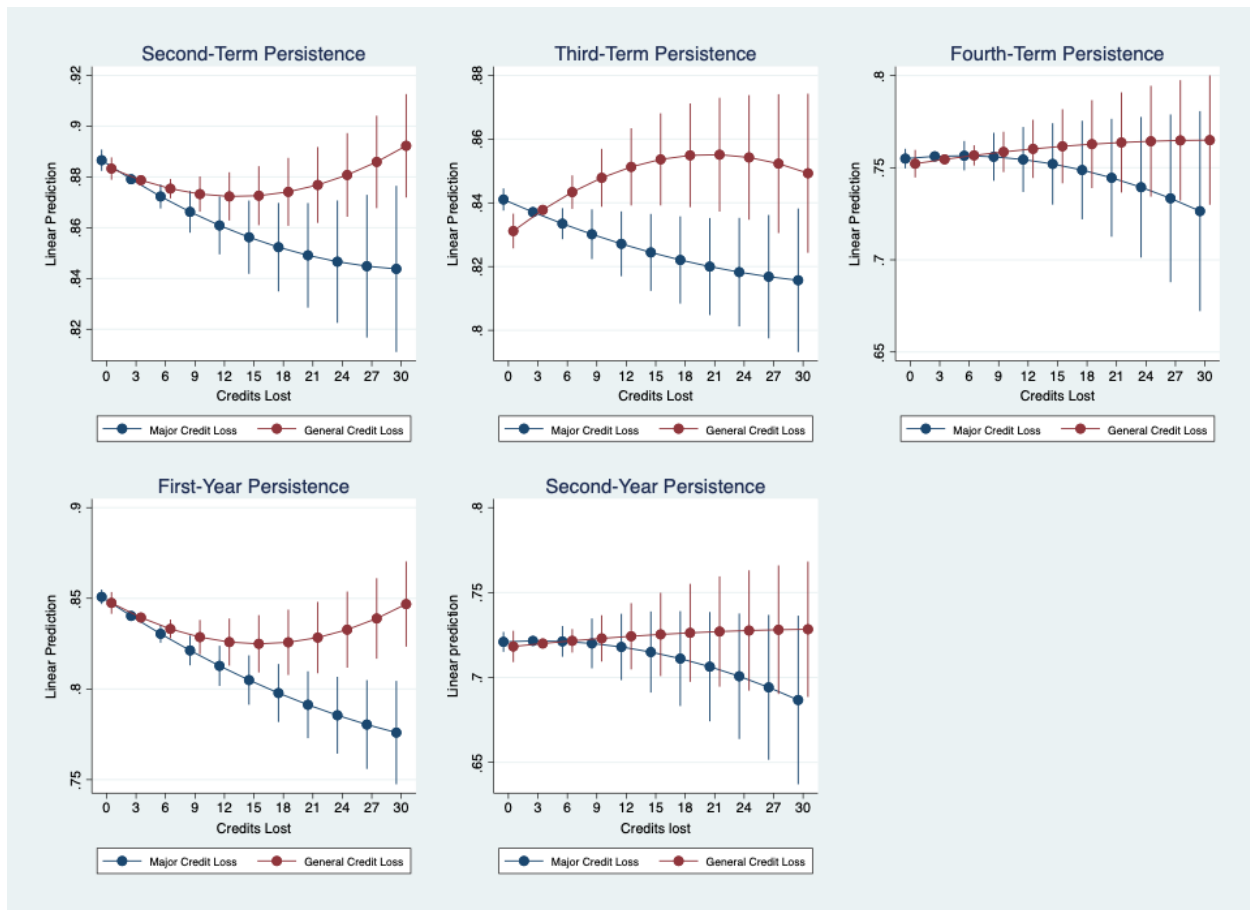 Second-Term Persistence
Linear Prediction
.92
.9
.88
.86
.84
.82
0 3 6 9 12 15 18 21 24 27 30
Credits Lost
Major Credit Loss General Credit Loss
Third-Term Persistence
Linear Prediction
.88
.86
.84
.82
.8
0 3 6 9 12 15 18 21 24 27 30
Credits Lost
Major Credit Loss General Credit Loss
Fourth-Term Persistence
Linear Prediction
.8
.75
.7
.65
0 3 6 9 12 15 18 21 24 27 30
Credits Lost
Major Credit Loss General Credit Loss
First-Year Persistence
Linear Prediction
.9
.85
.8
.75
0 3 6 9 12 15 18 21 24 27 30
Credits Lost
Major Credit Loss General Credit Loss
Second-Year Persistence
Linear prediction
.8
.75
.7
.65
0 3 6 9 12 15 18 21 24 27 30
Credits lost
Major Credit Loss General Credit Loss